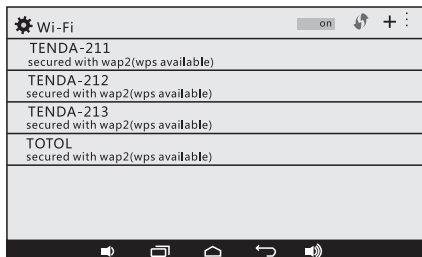 Wi-Fi on
TENDA-211
secured with wap2(wps available)
TENDA-212
secured with wap2(wps available)
TENDA-213
secured with wap2(wps available)
TOTOL
secured with wap2(wps available)